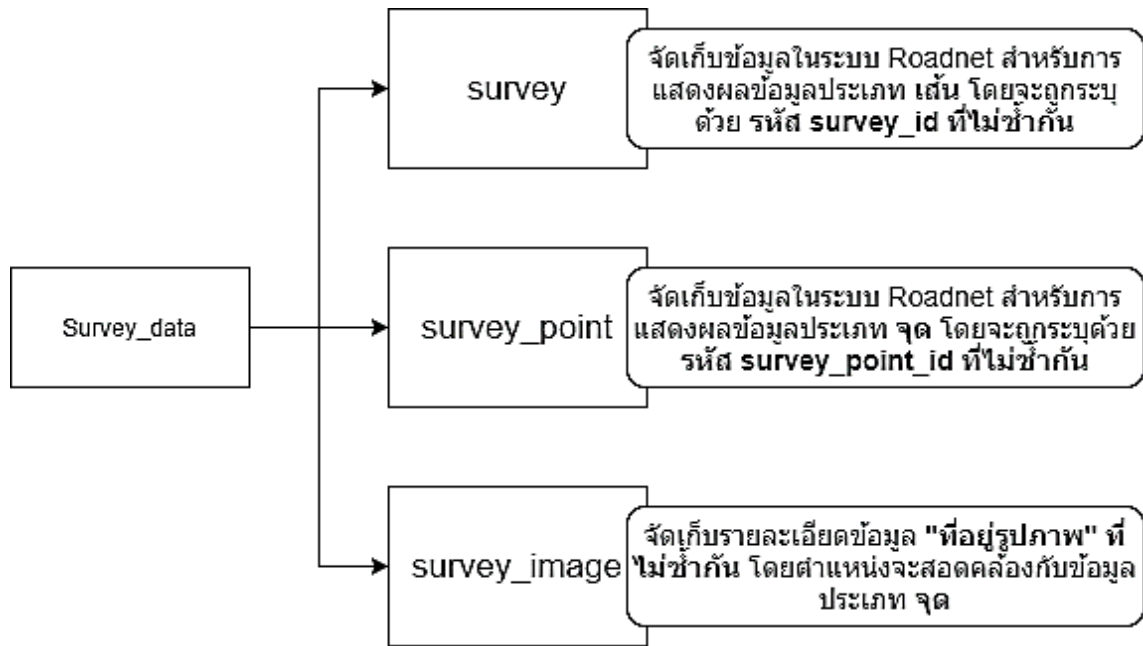 survey
จัดเก็บข้อมูลในระบบ Roadnet สำหรับการ
แสดงผลข้อมูลประเภท เส้น โดยจะถูกระบุ
ด้วย รหัส survey_id ที่ไม่ซ้ำกัน
Survey_data
survey_point
จัดเก็บข้อมูลในระบบ Roadnet สำหรับการ
แสดงผลข้อมูลประเภท จุด โดยจะถูกระบุด้วย
รหัส survey_point_id ที่ไม่ซ้ำกัน
survey_image
จัดเก็บรายละเอียดข้อมูล "ที่อยู่รูปภาพ" ที่
ไม่ซ้ำกัน โดยตำแหน่งจะสอดคล้องกับข้อมูล
ประเภท จุด